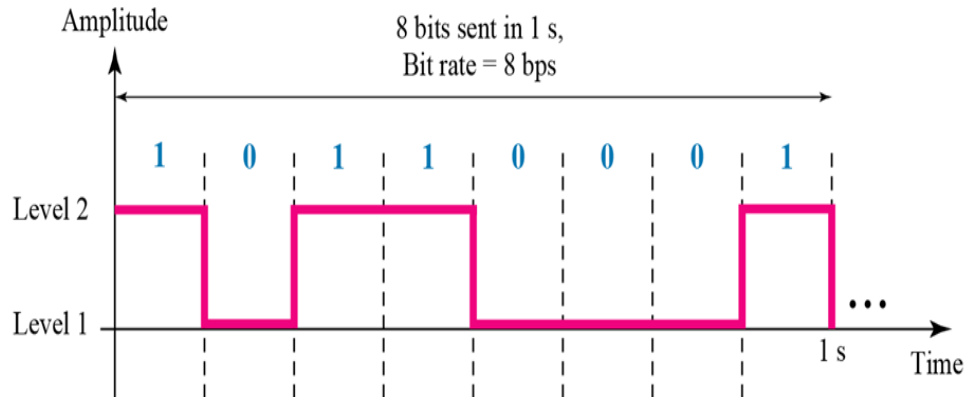 Amplitude
8 bits sent in 1 s,
Bit rate = 8 bps
1 0 1 1 0 0 0 1
Level 2
Level 1
...
1 s
Time